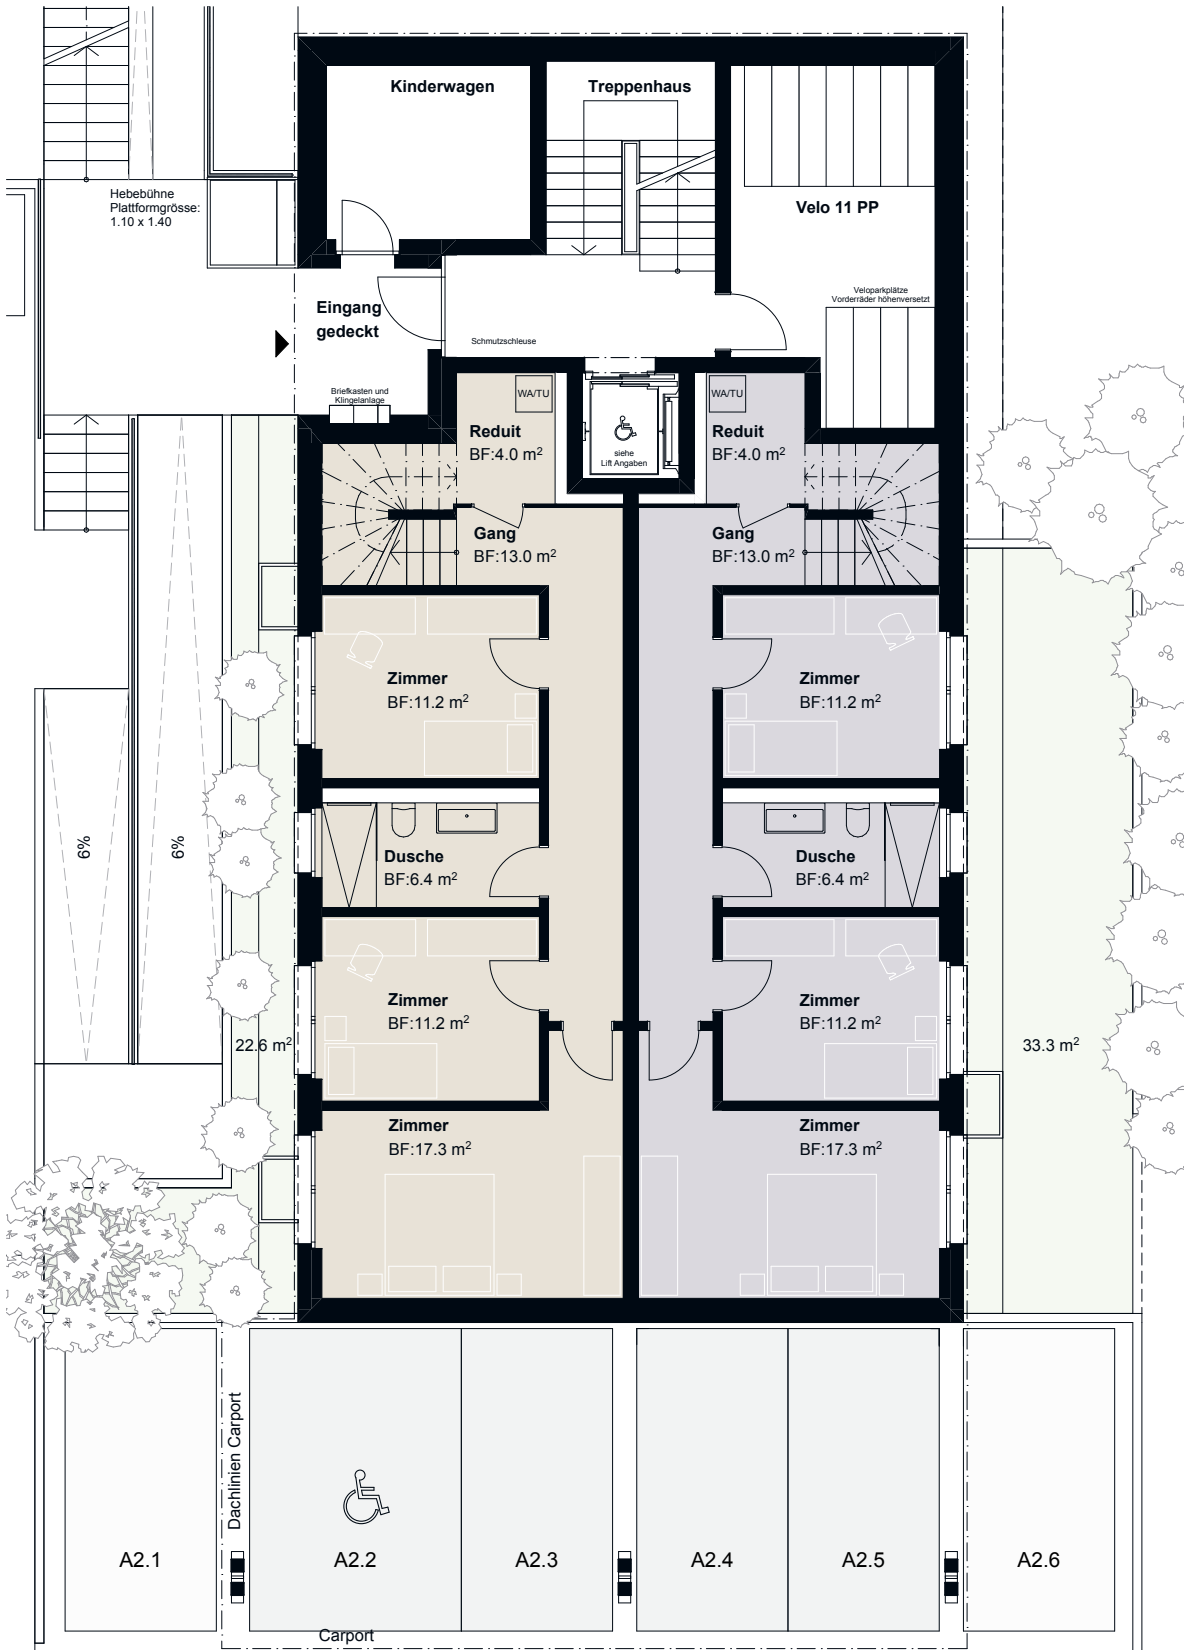 Kinderwagen
Treppenhaus
Hebebühne
Plattformgrösse:
1.10 x 1.40
Velo 11 PP
Veloparkplätze
Vorderräder höhenversetzt
Eingang
gedeckt
Schmutzschleuse
Briefkasten und
Klingelanlage
WA/TU
WA/TU
Reduit
BF:4.0 m²
siehe
Lift Angaben
Reduit
BF:4.0 m²
Gang
BF:13.0 m²
Gang
BF:13.0 m²
Zimmer
BF:11.2 m²
Zimmer
BF:11.2 m²
6%
6%
Dusche
BF:6.4 m²
Dusche
BF:6.4 m²
Zimmer
BF:11.2 m²
Zimmer
BF:11.2 m²
22.6 m²
33.3 m²
Zimmer
BF:17.3 m²
Zimmer
BF:17.3 m²
Dachlinien Carport
A2.1
A2.2
A2.3
A2.4
A2.5
A2.6
Carport